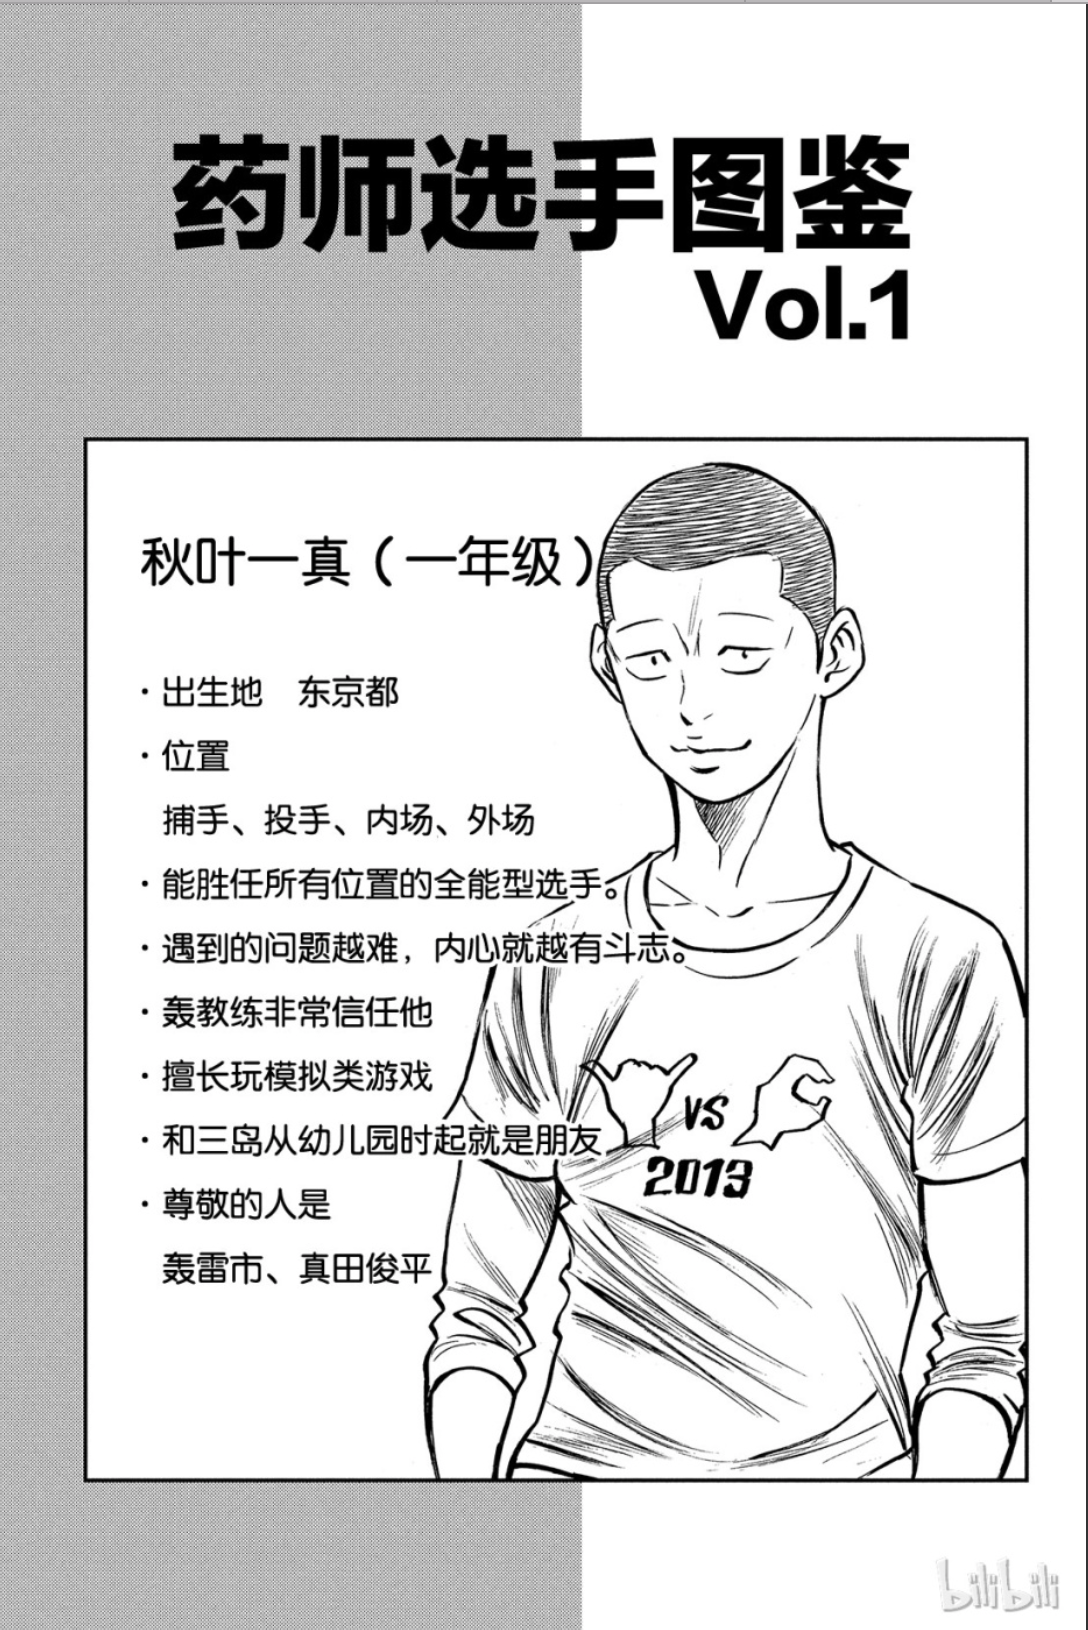 药师选手图鉴
Vol.1
秋叶一真（一年级）
·出生地　东京都
·位置
捕手、投手、内场、外场
·能胜任所有位置的全能型选手。
·遇到的问题越难，内心就越有斗志。
·轰教练非常信任他
·擅长玩模拟类游戏
·和三岛从幼儿园时起就是朋友
·尊敬的人是
轰雷市、真田俊平
VS
2013
bilibili